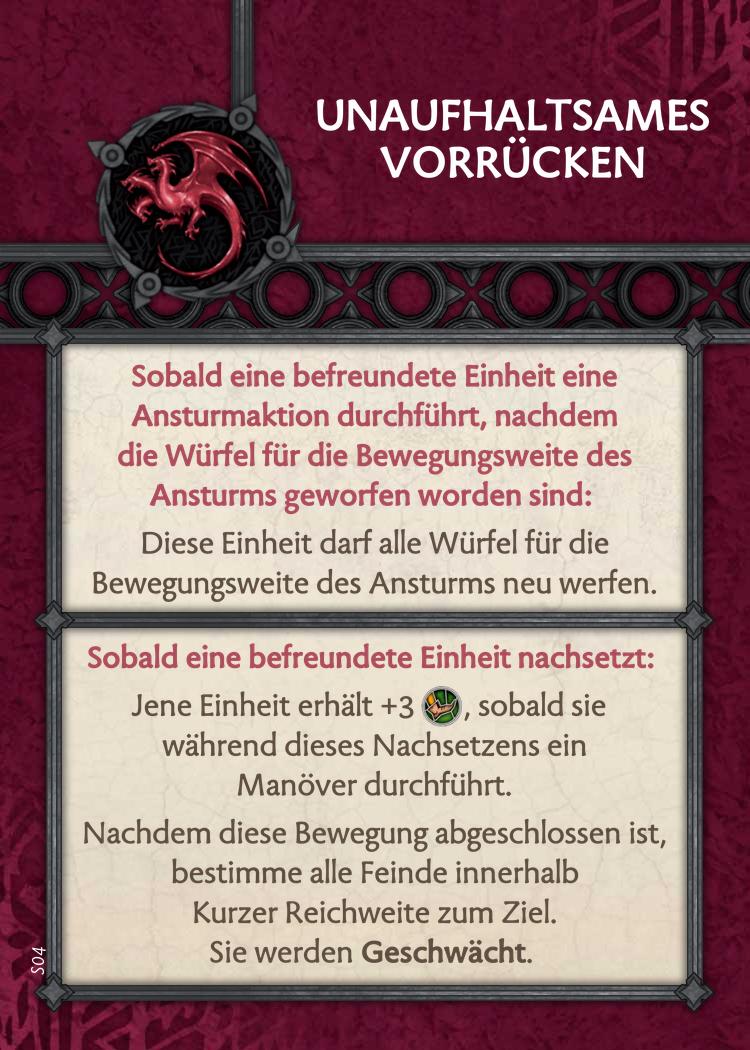 UNAUFHALTSAMES
VORRÜCKEN
Sobald eine befreundete Einheit eine
Ansturmaktion durchführt, nachdem
die Würfel für die Bewegungsweite des
Ansturms geworfen worden sind:
Diese Einheit darf alle Würfel für die
Bewegungsweite des Ansturms neu werfen.
Sobald eine befreundete Einheit nachsetzt:
Jene Einheit erhält +3 , sobald sie
während dieses Nachsetzens ein
Manöver durchführt.
Nachdem diese Bewegung abgeschlossen ist,
bestimme alle Feinde innerhalb
Kurzer Reichweite zum Ziel.
Sie werden Geschwächt.
S04